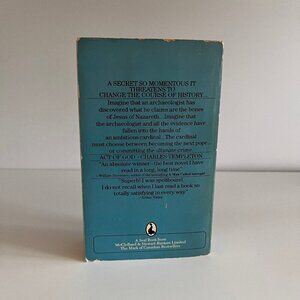 A SECRET SO MOMENTOUS IT
THREATENS TO
CHANGE THE COURSE OF HISTORY...
Imagine that an archaeologist has
discovered what he claims are the bones
of Jesus of Nazareth... Imagine that
the archaeologist and all the evidence have
fallen into the hands of
an ambitious cardinal... The cardinal
must choose between becoming the next pope—
or committing the ultimate crime.
ACT OF GOD - CHARLES TEMPLETON
"An absolute winner—the best novel I have
read in a long, long time."
"Superb! I was spellbound.
I do not recall when I last read a book so
totally satisfying in every way."
A Seal Book from
McClelland & Stewart-Bantam Limited
The Mark of Canadian Bestsellers